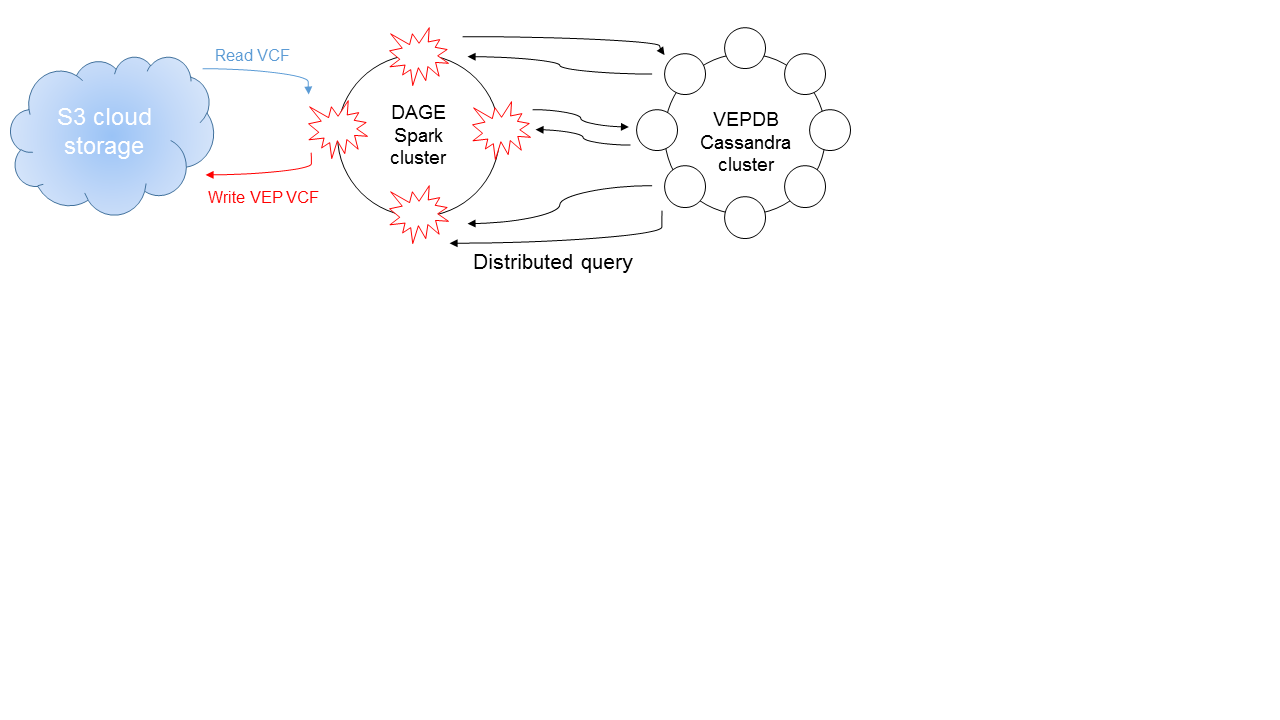 Read VCF
S3 cloud
storage
Write VEP VCF
DAGE
Spark
cluster
VEPDB
Cassandra
cluster
Distributed query